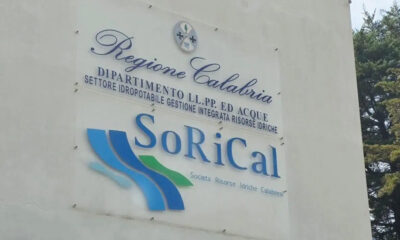 Regione Calabria
DIPARTIMENTO LL.PP. ED ACQUE
SETTORE IDROPOTABILE GESTIONE INTEGRATA RISORSE IDRICHE
SoRiCal
Società Risorse Idriche Calabresi